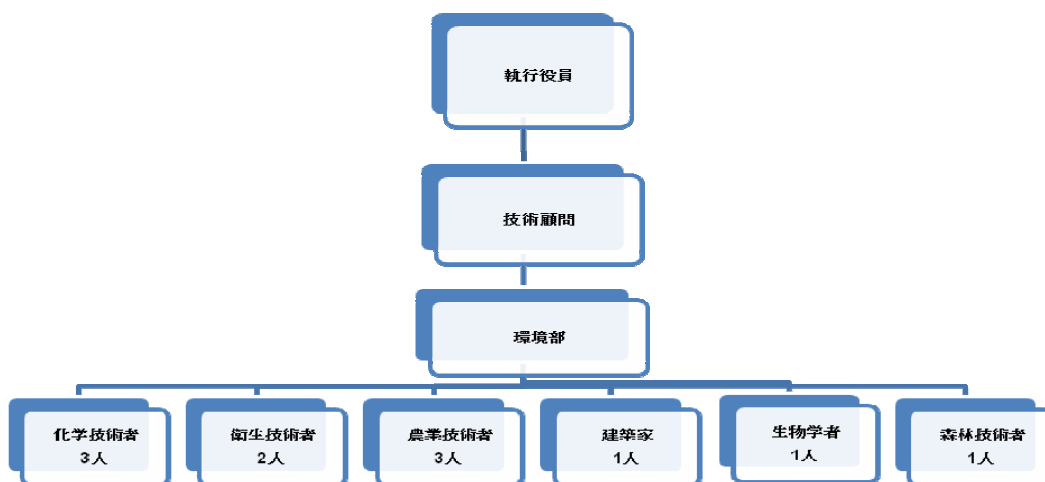 執行役員
技術顧問
環境部
化学技術者
3人
衛生技術者
2人
農業技術者
3人
建築家
1人
生物学者
1人
森林技術者
1人